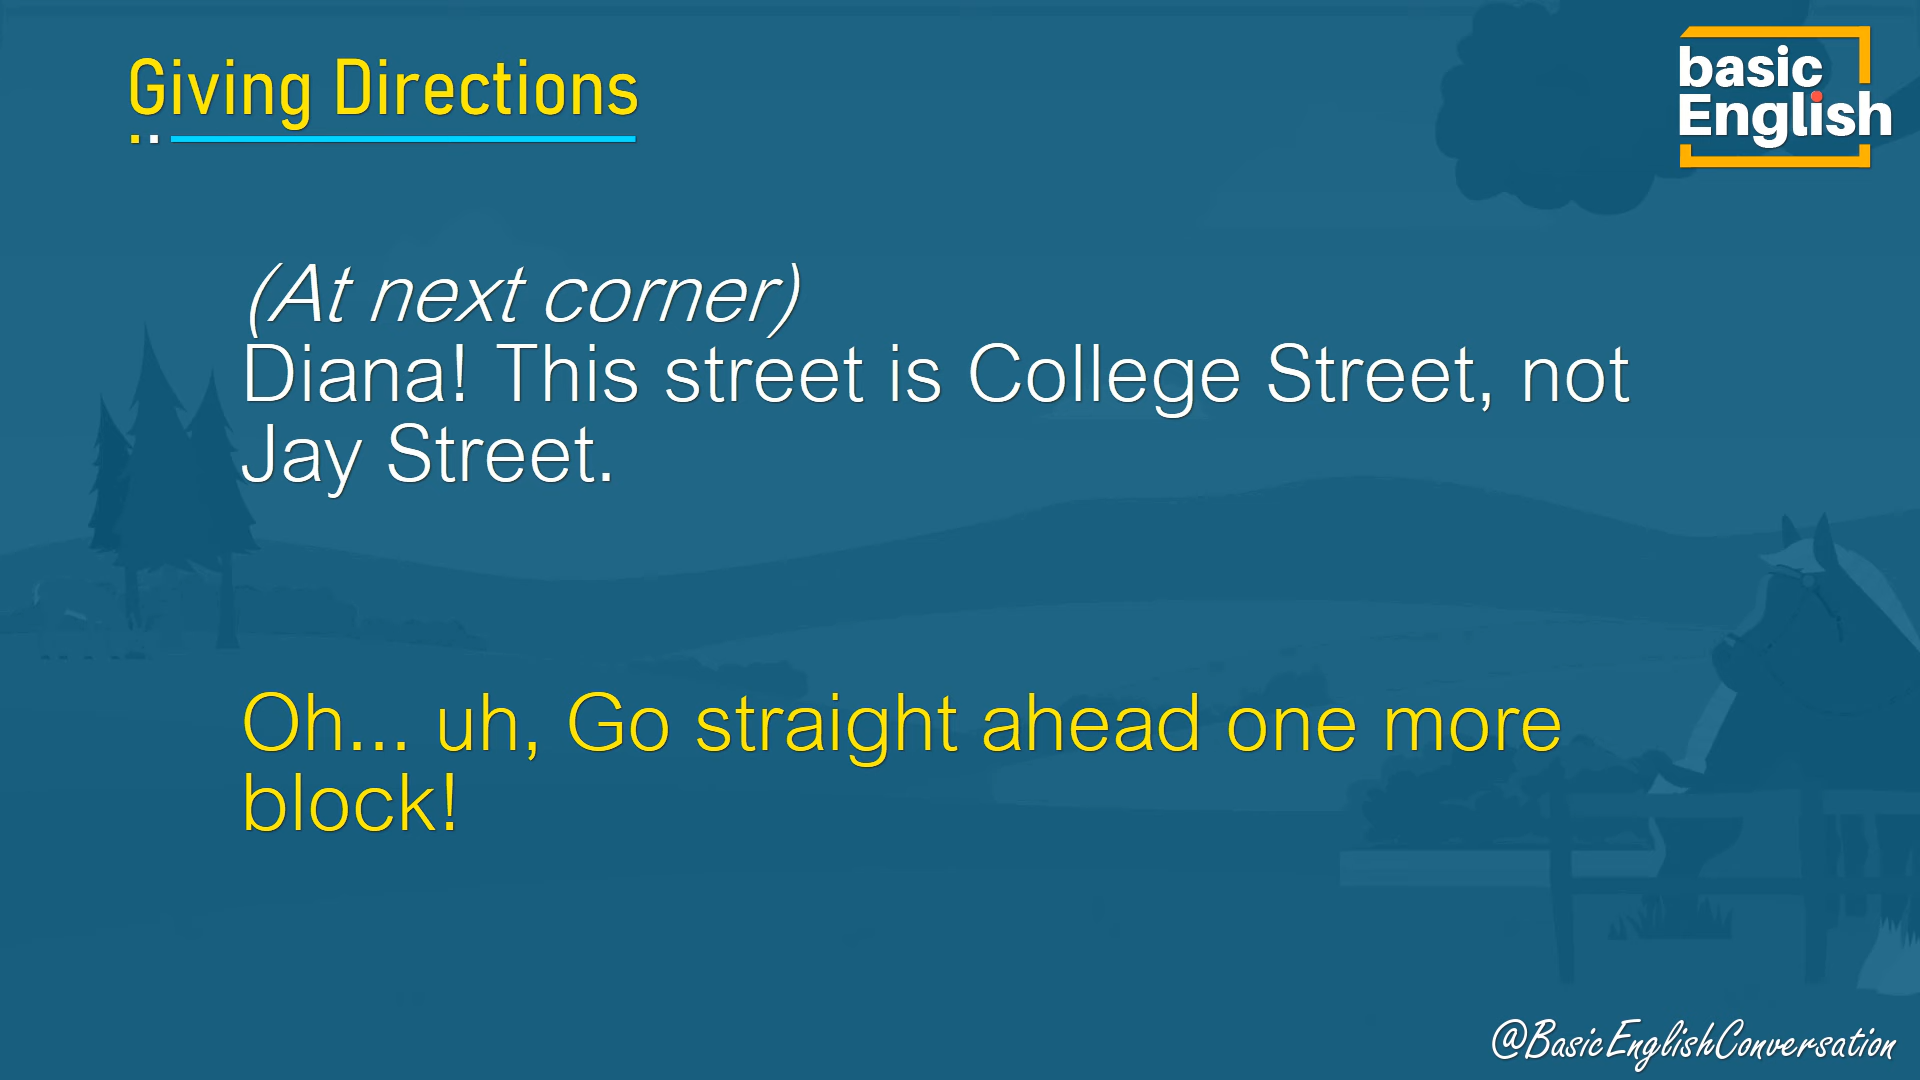 Giving Directions
basic
English
(At next corner)
Diana! This street is College Street, not
Jay Street.
Oh... uh, Go straight ahead one more
block!
@BasicEnglishConversation